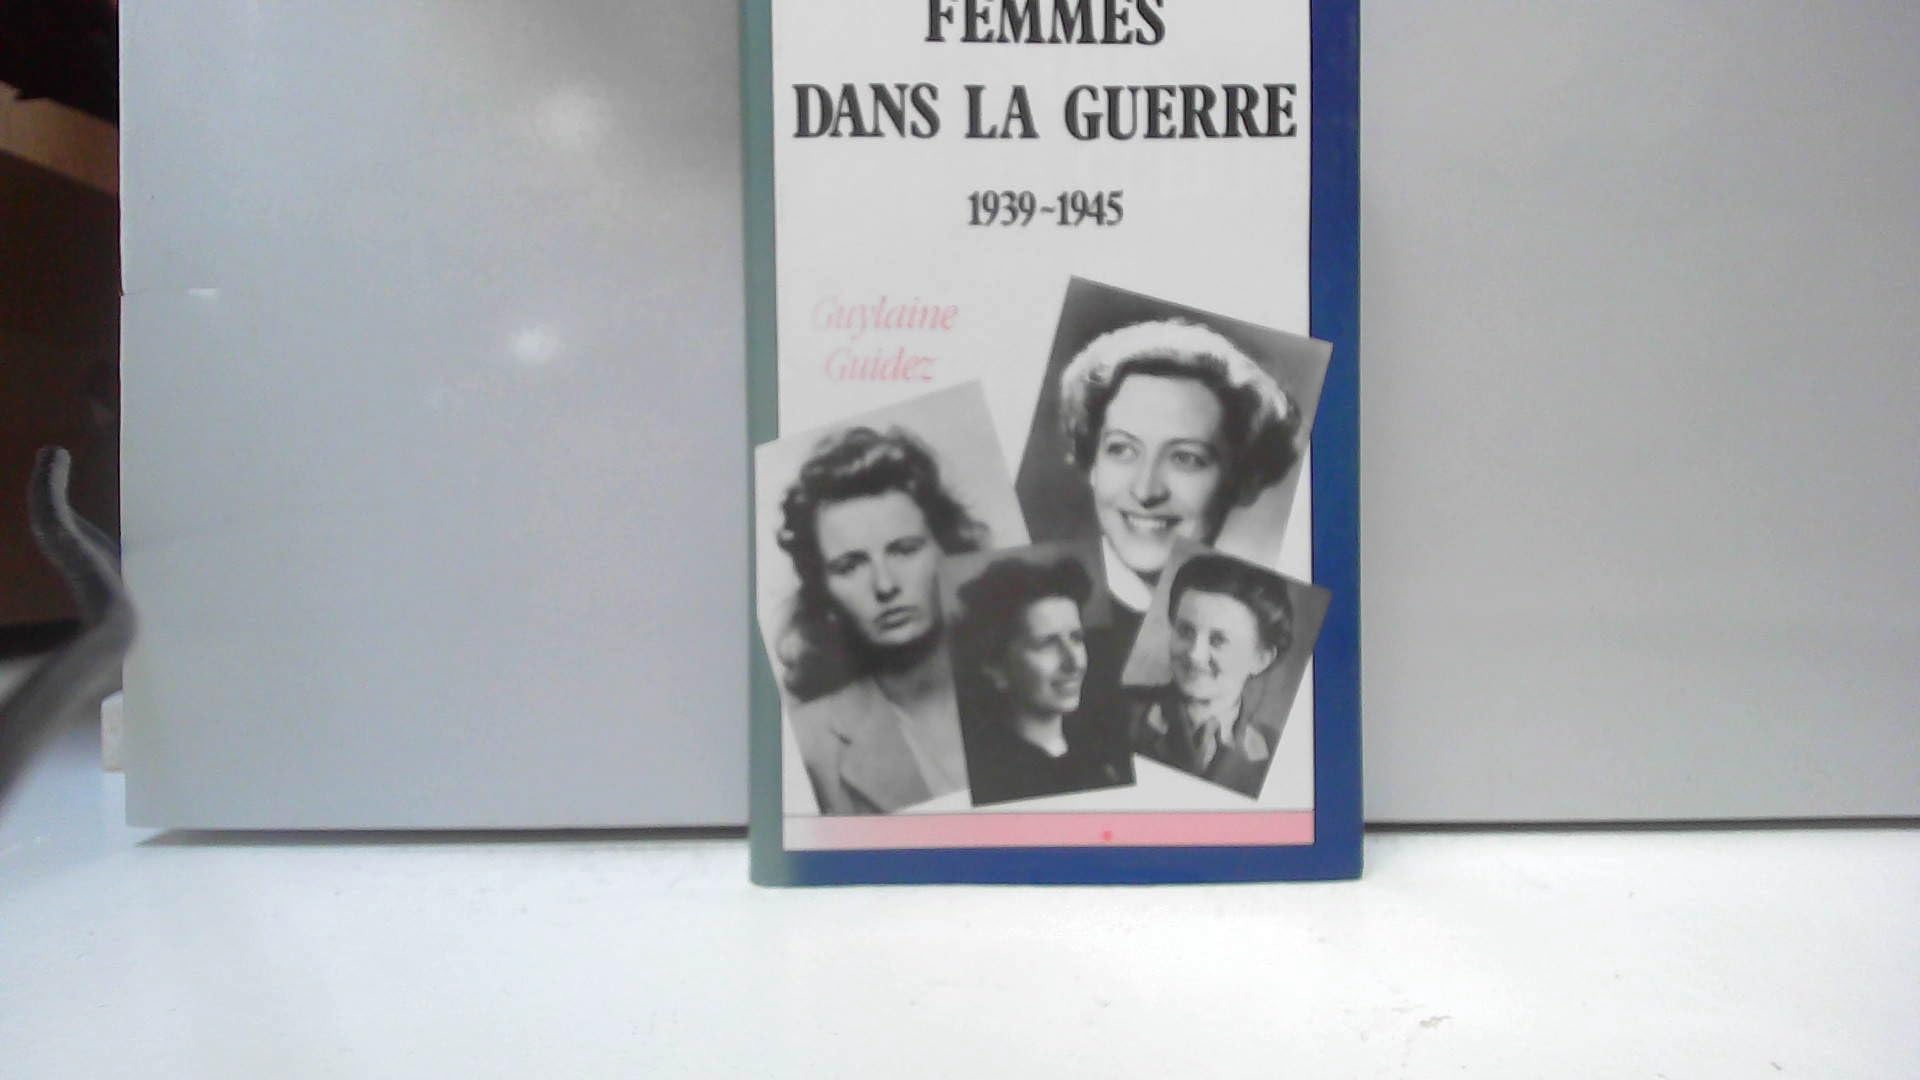 FEMMES
DANS LA GUERRE
1939-1945
Guylaine
Guidez